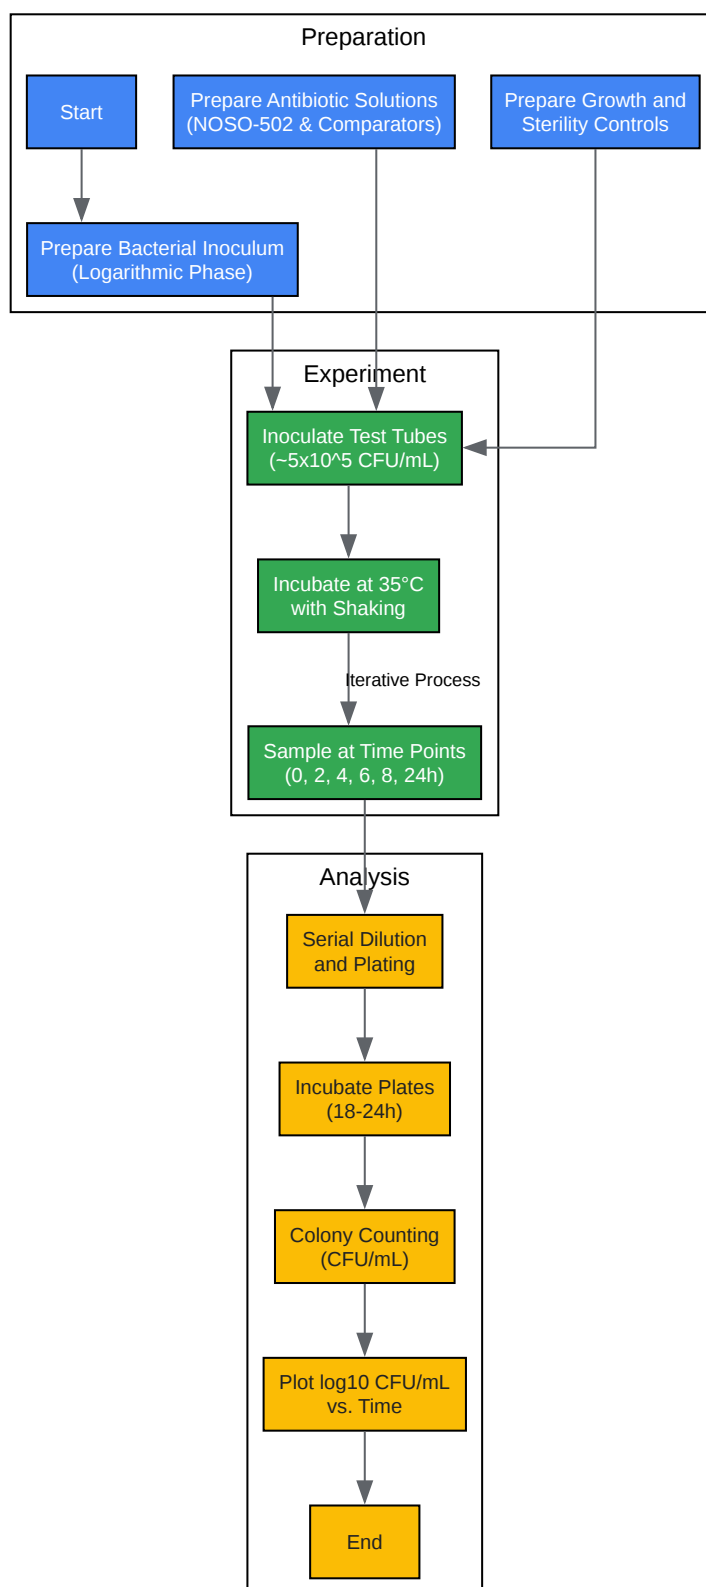 Preparation
Start
Prepare Antibiotic Solutions
(NOSO-502 & Comparators)
Prepare Growth and
Sterility Controls
Prepare Bacterial Inoculum
(Logarithmic Phase)
Experiment
Inoculate Test Tubes
(~5x10^5 CFU/mL)
Incubate at 35°C
with Shaking
Iterative Process
Sample at Time Points
(0, 2, 4, 6, 8, 24h)
Analysis
Serial Dilution
and Plating
Incubate Plates
(18-24h)
Colony Counting
(CFU/mL)
Plot log10 CFU/mL
vs. Time
End